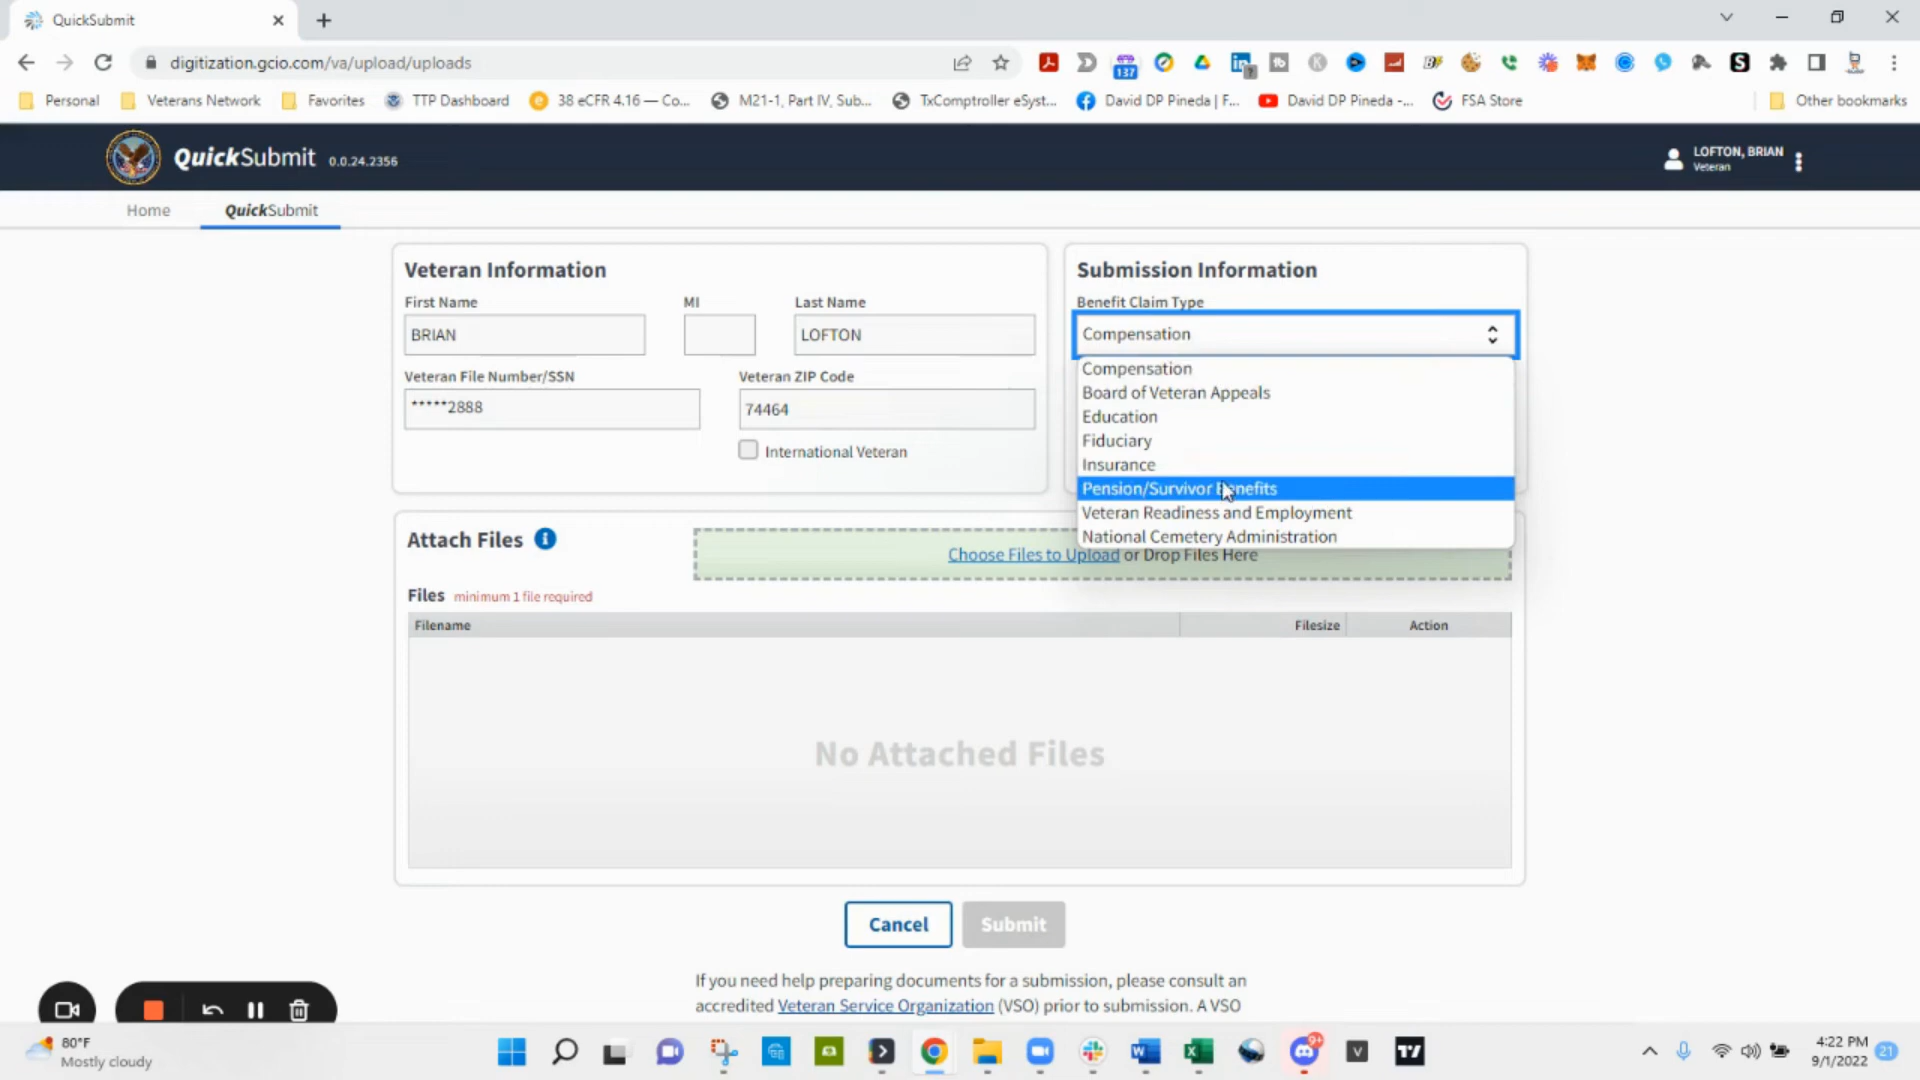 QuickSubmit
digitization.gcio.com/va/upload/uploads
137
Personal
Veterans Network
Favorites
TTP Dashboard
38 eCFR 4.16 — Co...
M21-1, Part IV, Sub...
TxComptroller eSyst...
David DP Pineda | F...
David DP Pineda -...
FSA Store
Other bookmarks
QuickSubmit 0.0.24.2356
LOFTON, BRIAN
Veteran
Home
QuickSubmit
Veteran Information
First Name
MI
Last Name
BRIAN
LOFTON
Veteran File Number/SSN
Veteran ZIP Code
*****2888
74464
International Veteran
Submission Information
Benefit Claim Type
Compensation
Compensation
Board of Veteran Appeals
Education
Fiduciary
Insurance
Pension/Survivor Benefits
Veteran Readiness and Employment
National Cemetery Administration
Attach Files
Choose Files to Upload or Drop Files Here
Files minimum 1 file required
Filename
Filesize
Action
No Attached Files
Cancel
Submit
If you need help preparing documents for a submission, please consult an
accredited Veteran Service Organization (VSO) prior to submission. A VSO
80°F
Mostly cloudy
4:22 PM
9/1/2022
21